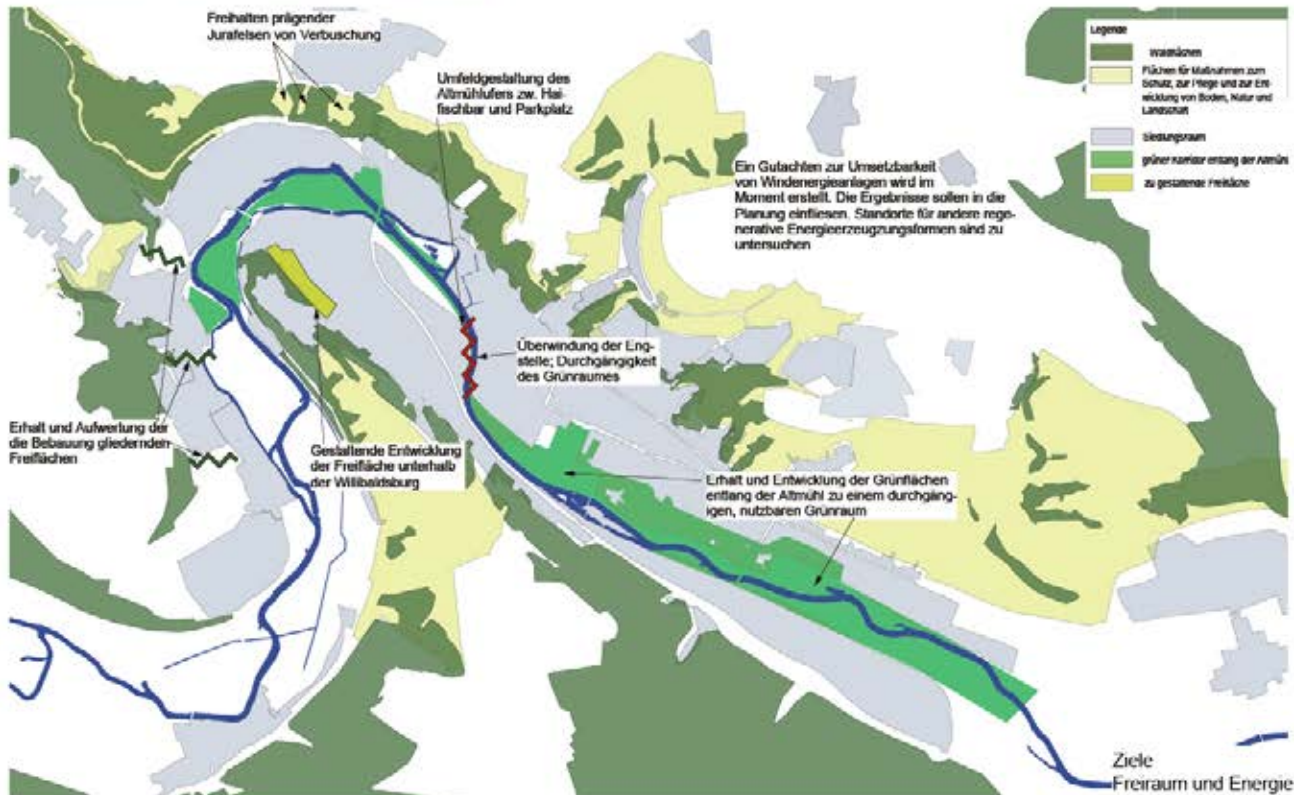 Freihalten prägender
Jurafelsen von Verbuschung
Umfeldgestaltung des
Altmühlufers zw. Hai-
fischbar und Parkplatz
Legende
Waldflächen
Flächen für Maßnahmen zum
Schutz, zur Pflege und zur Ent-
wicklung von Boden, Natur und
Landschaft
Siedlungsraum
grüner Korridor entlang der Altmühl
zu gestaltende Freifläche
Ein Gutachten zur Umsetzbarkeit
von Windenergieanlagen wird im
Moment erstellt. Die Ergebnisse sollen in die
Planung einfliesen. Standorte für andere rege-
nerative Energieerzeugzungsformen sind zu
untersuchen
Überwindung der Eng-
stelle; Durchgängigkeit
des Grünraumes
Erhalt und Aufwertung der
die Bebauung gliedernden
Freiflächen
Gestaltende Entwicklung
der Freifläche unterhalb
der Willibaldsburg
Erhalt und Entwicklung der Grünflächen
entlang der Altmühl zu einem durchgäng-
igen, nutzbaren Grünraum
Ziele
Freiraum und Energie